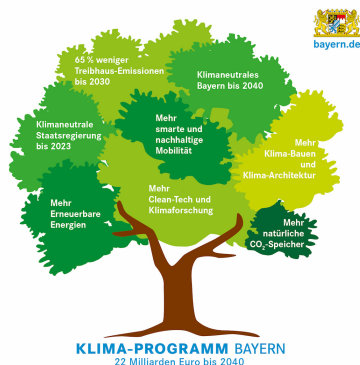 bayern.de
65 % weniger
Treibhaus-Emissionen
bis 2030
Klimaneutrales
Bayern bis 2040
Klimaneutrale
Staatsregierung
bis 2023
Mehr
smarte und
nachhaltige
Mobilität
Mehr
Klima-Bauen
und
Klima-Architektur
Mehr
Erneuerbare
Energien
Mehr
Clean-Tech und
Klimaforschung
Mehr
natürliche
CO₂-Speicher
KLIMA-PROGRAMM BAYERN
22 Milliarden Euro bis 2040